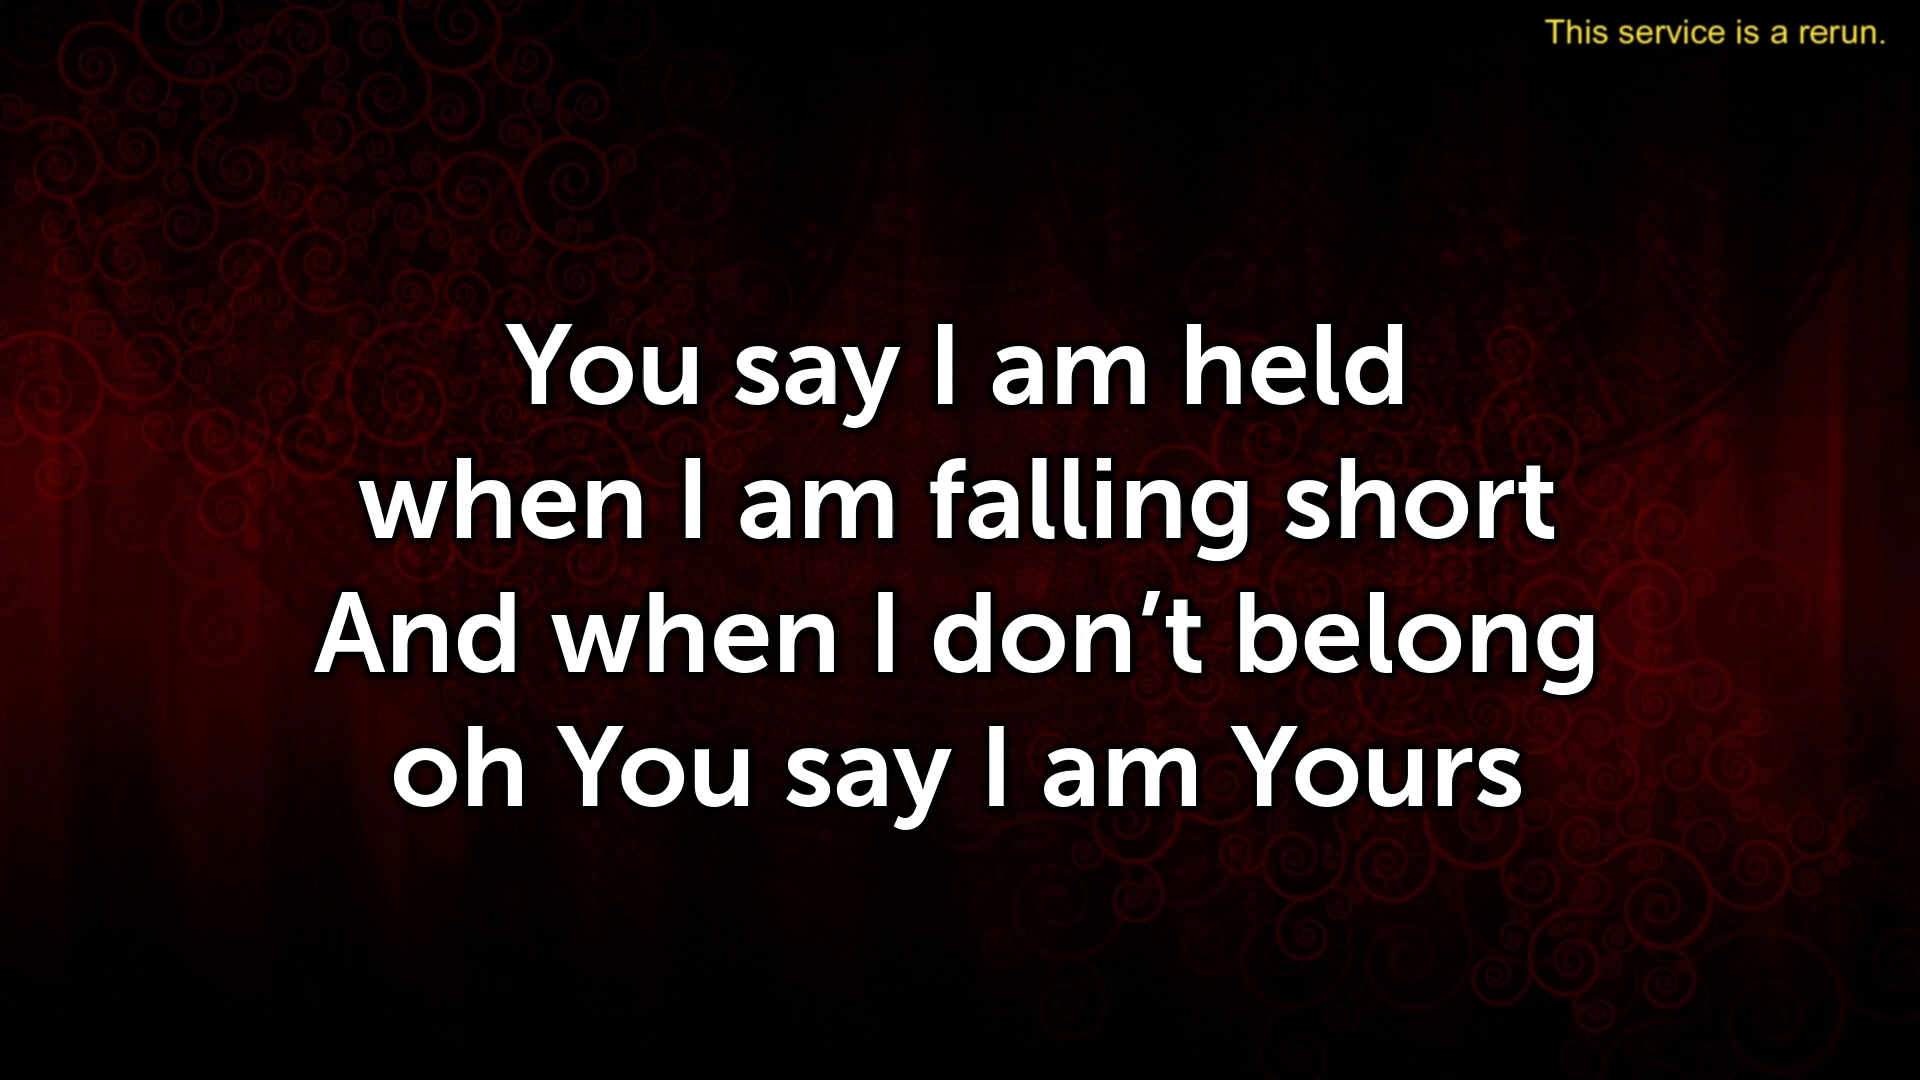 This service is a rerun.
You say I am held
when I am falling short
And when I don’t belong
oh You say I am Yours